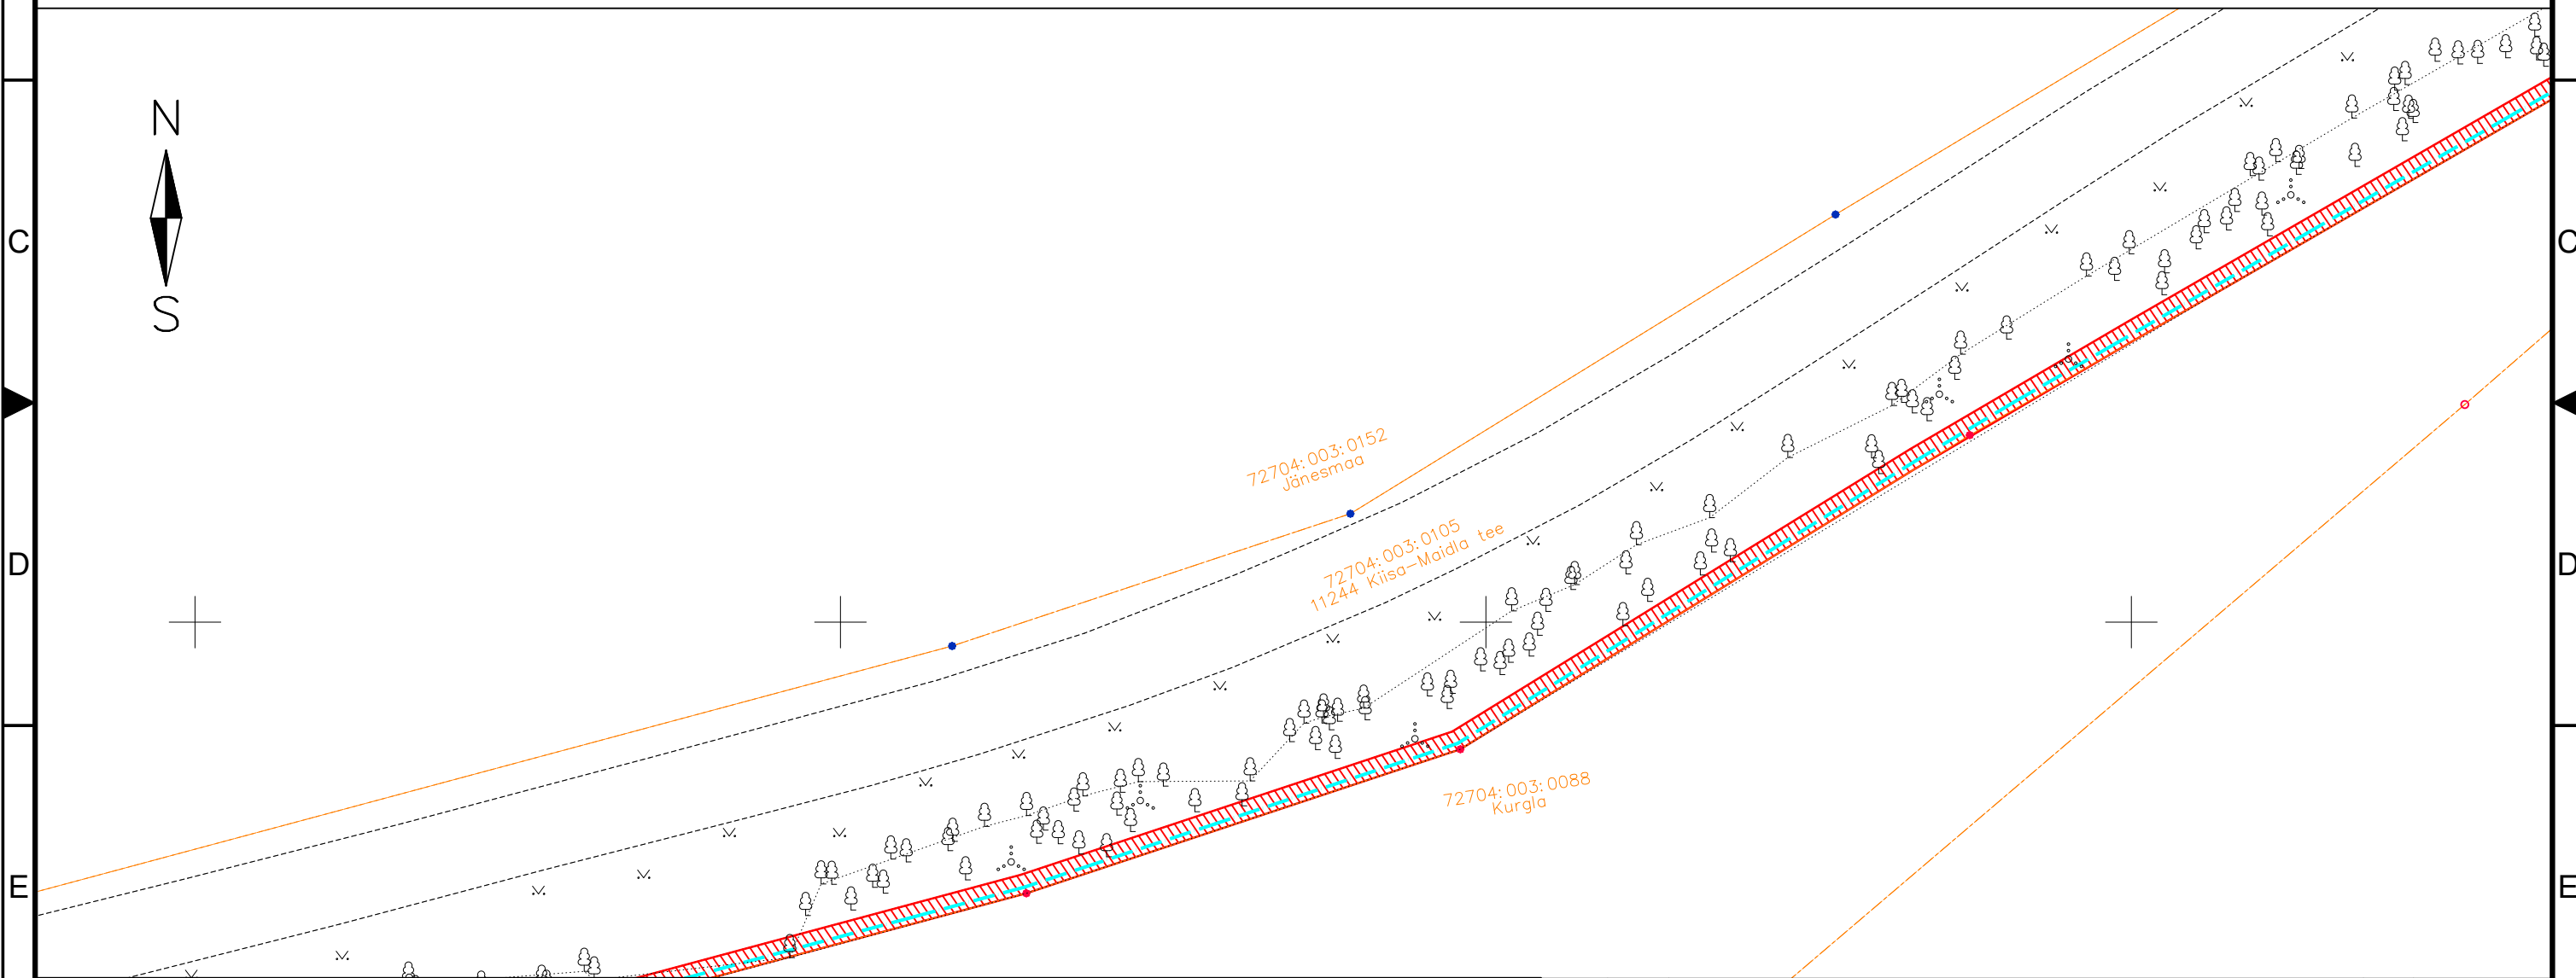 N
S
C
C
72704:003:0152
Jänesmaa
72704:003:0105
11244 Kiisa-Maidla tee
D
D
72704:003:0088
Kurgla
E
E